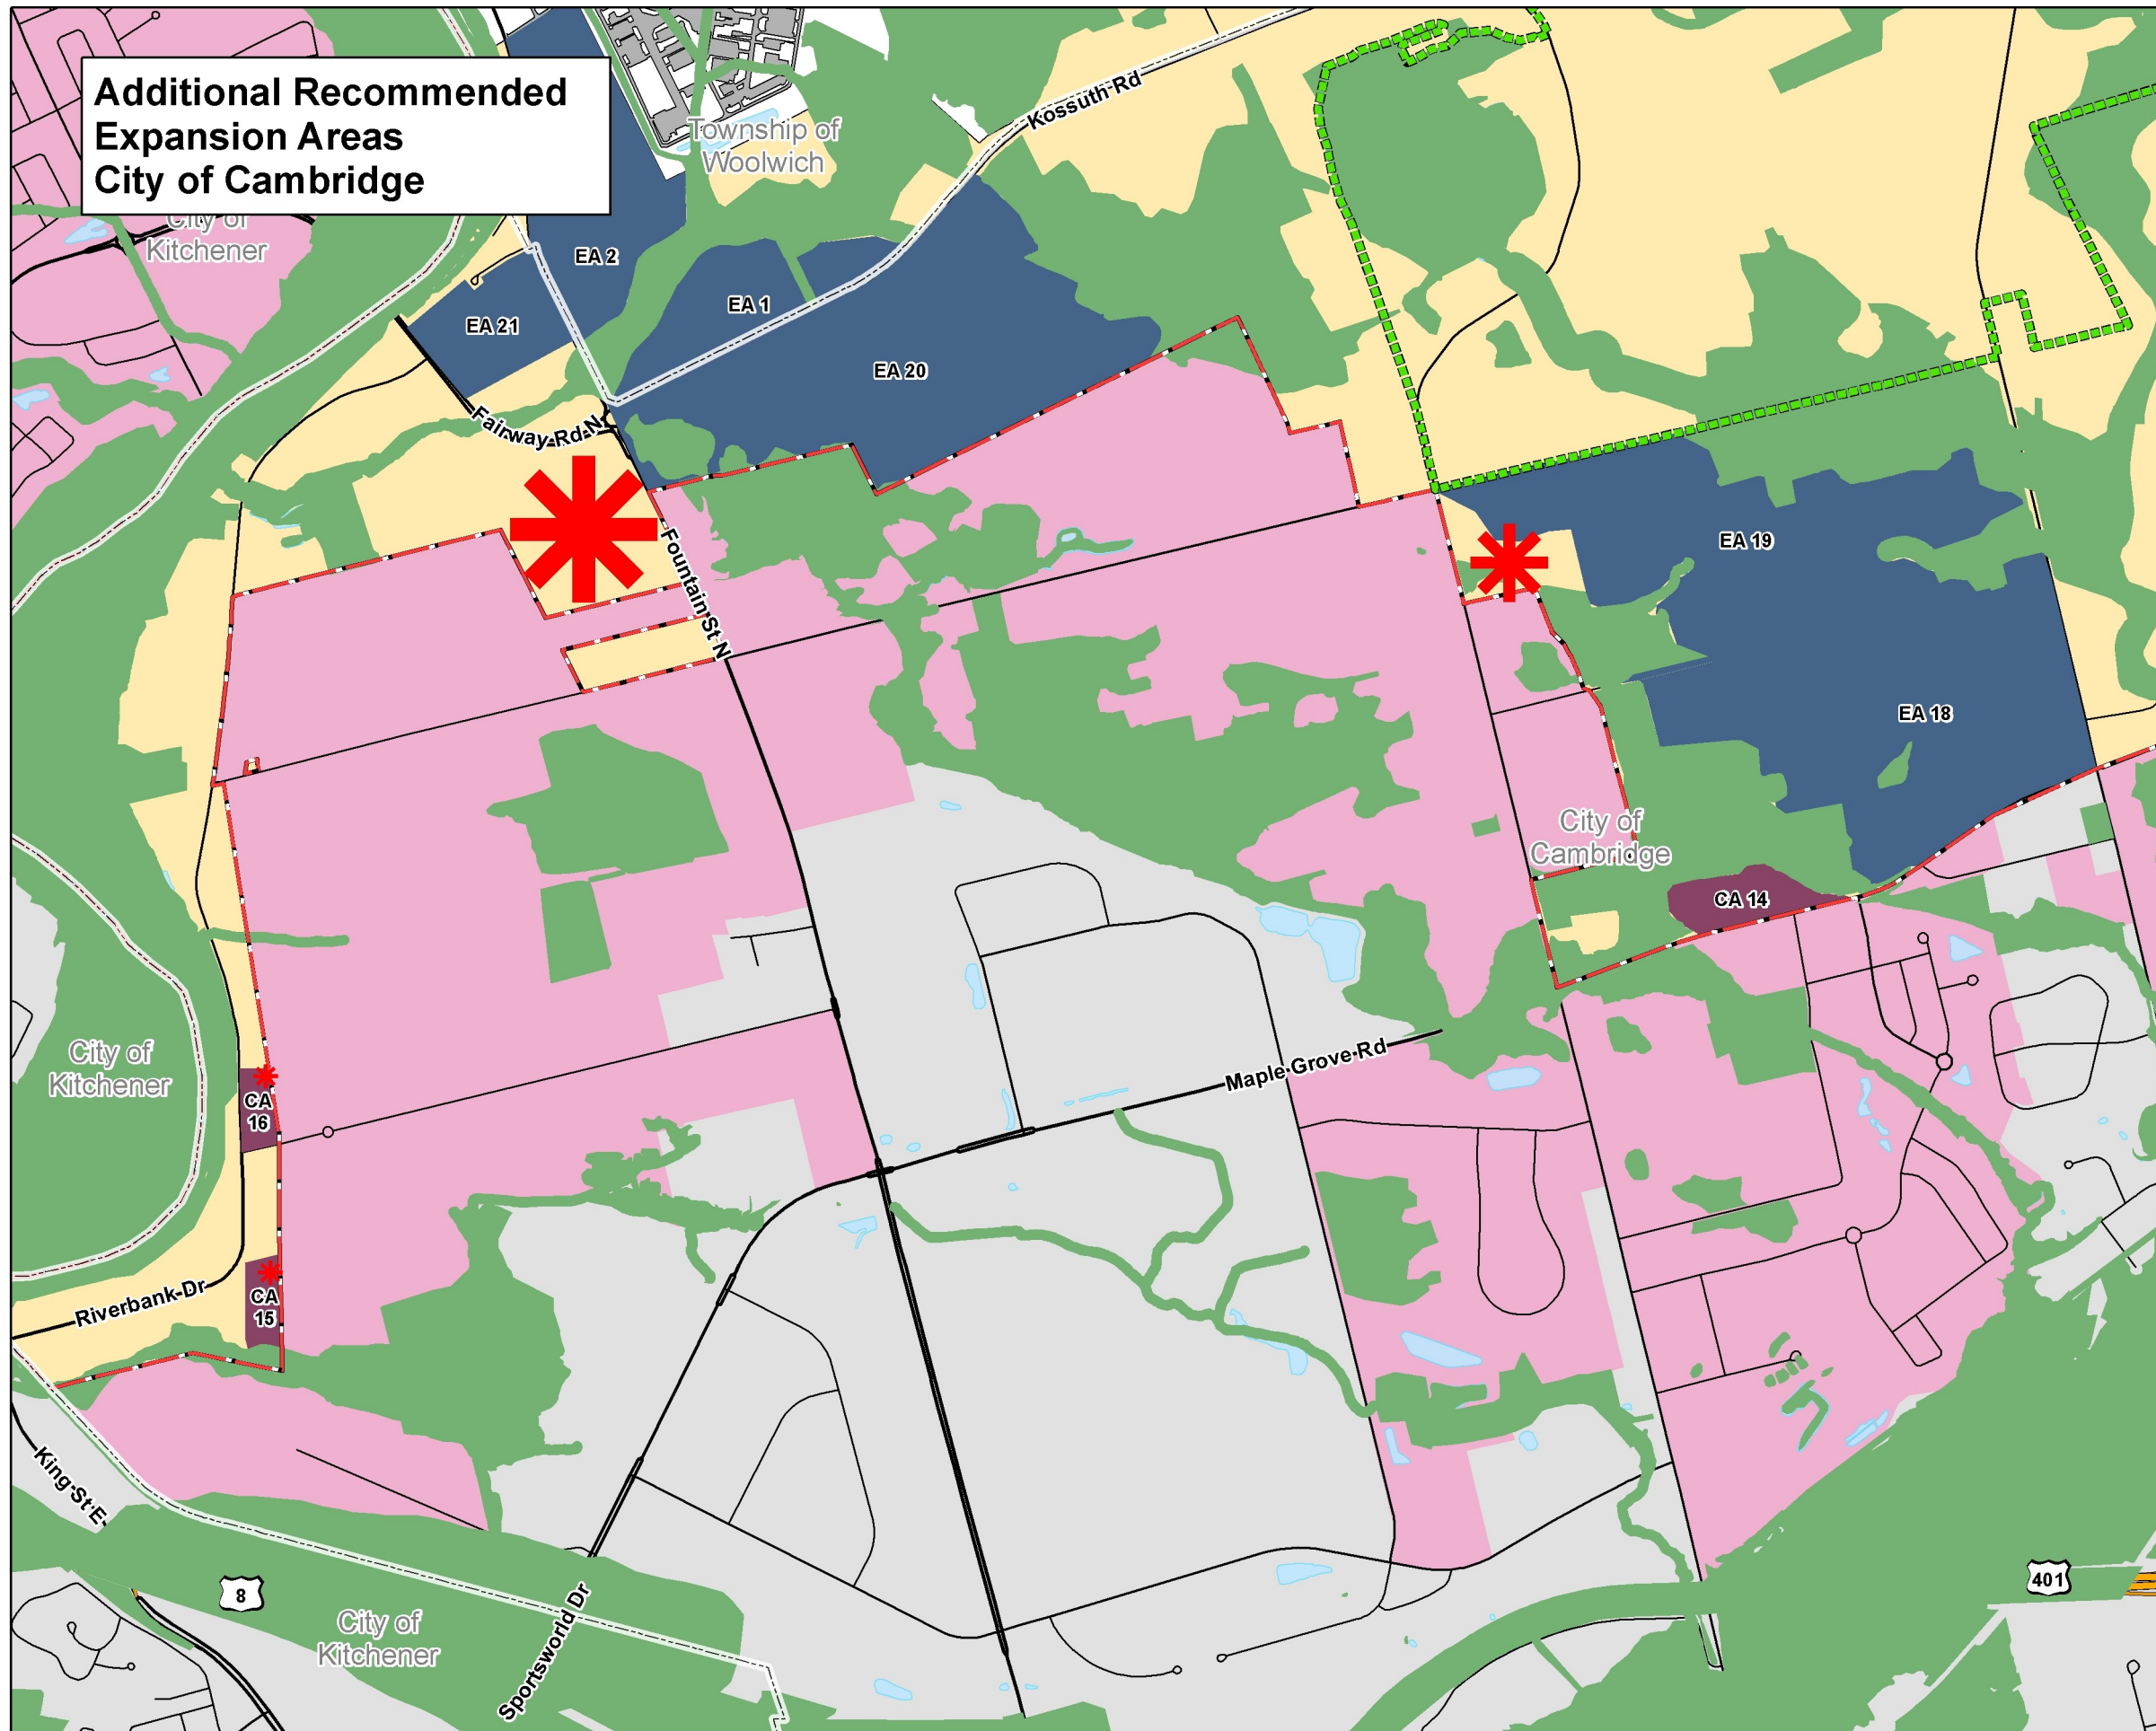 Additional Recommended
Expansion Areas
City of Cambridge
Kossuth Rd
Township of
Woolwich
City of
Kitchener
EA 2
EA 1
EA 21
EA 20
Fairway Rd N
EA 19
Fountain St N
EA 18
City of
Cambridge
CA 14
City of
Kitchener
Maple Grove Rd
CA
16
Riverbank Dr
CA
15
King St E
8
401
City of
Kitchener
Sportsworld Dr